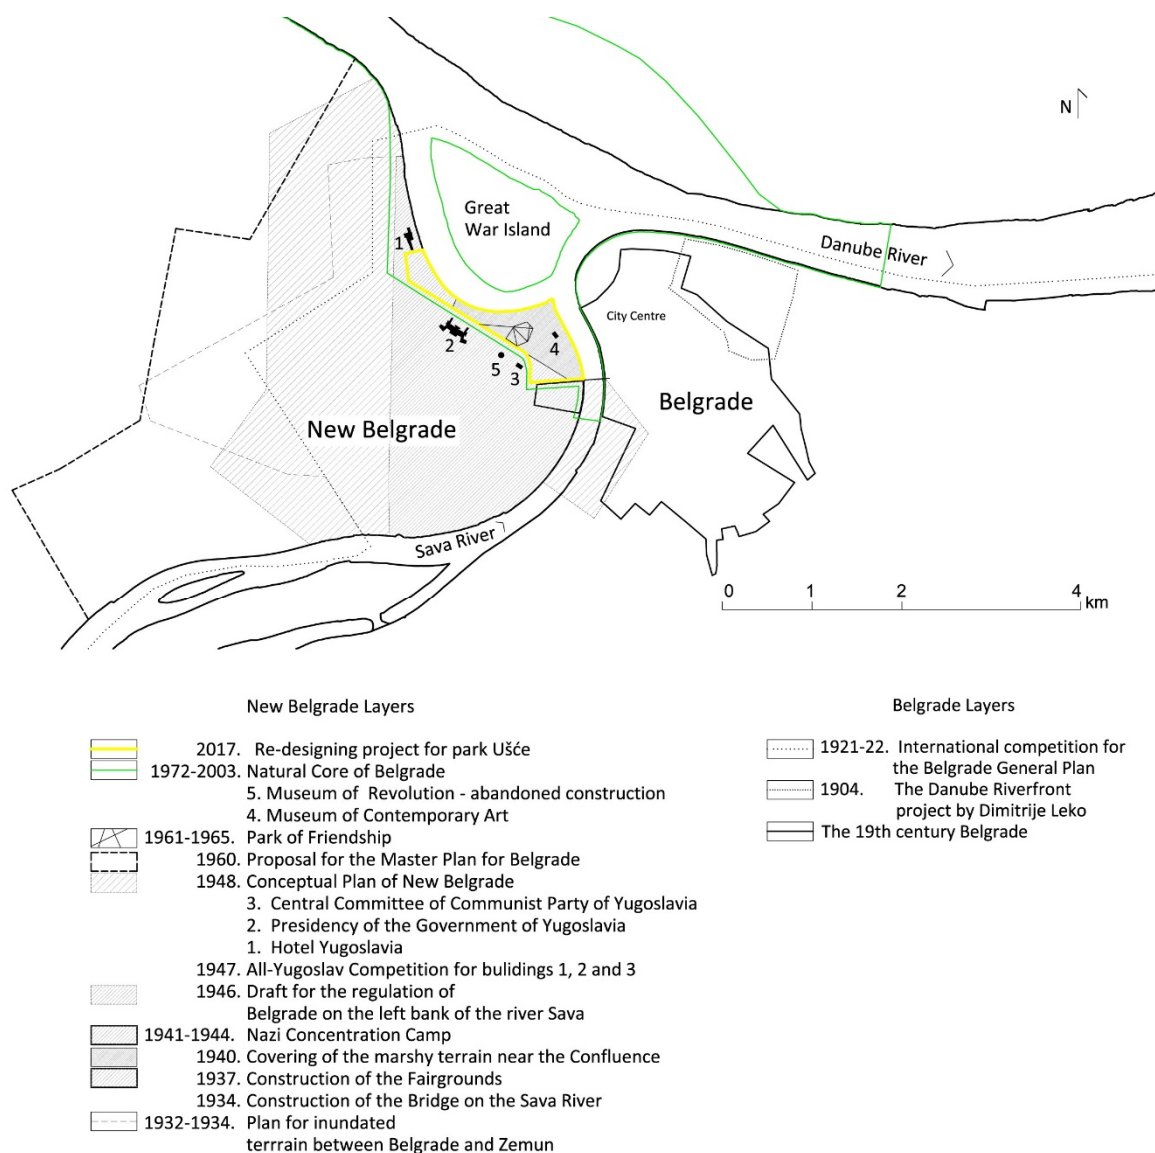 N
Great
War Island
1
Danube River
City Centre
2
5
3
4
Belgrade
New Belgrade
Sava River
0 1 2 4
km
New Belgrade Layers
2017. Re-designing project for park Ušće
1972-2003. Natural Core of Belgrade
5. Museum of Revolution - abandoned construction
4. Museum of Contemporary Art
1961-1965. Park of Friendship
1960. Proposal for the Master Plan for Belgrade
1948. Conceptual Plan of New Belgrade
3. Central Committee of Communist Party of Yugoslavia
2. Presidency of the Government of Yugoslavia
1. Hotel Yugoslavia
1947. All-Yugoslav Competition for bulidings 1, 2 and 3
1946. Draft for the regulation of
Belgrade on the left bank of the river Sava
1941-1944. Nazi Concentration Camp
1940. Covering of the marshy terrain near the Confluence
1937. Construction of the Fairgrounds
1934. Construction of the Bridge on the Sava River
1932-1934. Plan for inundated
terrrain between Belgrade and Zemun
Belgrade Layers
1921-22. International competition for
the Belgrade General Plan
1904. The Danube Riverfront
project by Dimitrije Leko
The 19th century Belgrade